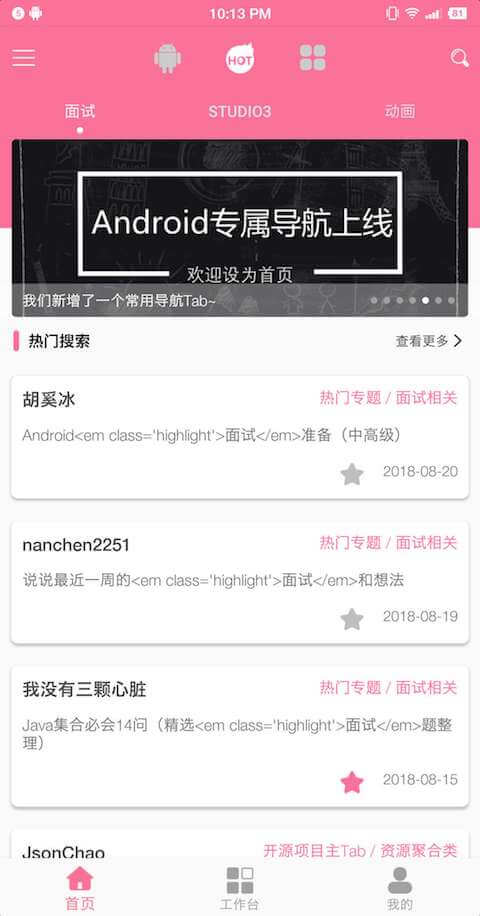 10:13 PM
81
HOT
面试
STUDIO3
动画
Android专属导航上线
欢迎设为首页
我们新增了一个常用导航Tab~
热门搜索
查看更多
胡奚冰
热门专题 / 面试相关
Android<em class='highlight'>面试</em>准备（中高级）
2018-08-20
nanchen2251
热门专题 / 面试相关
说说最近一周的<em class='highlight'>面试</em>和想法
2018-08-19
我没有三颗心脏
热门专题 / 面试相关
Java集合必会14问（精选<em class='highlight'>面试</em>题整
理）
2018-08-15
JsonChao
开源项目主Tab / 资源聚合类
首页
工作台
我的